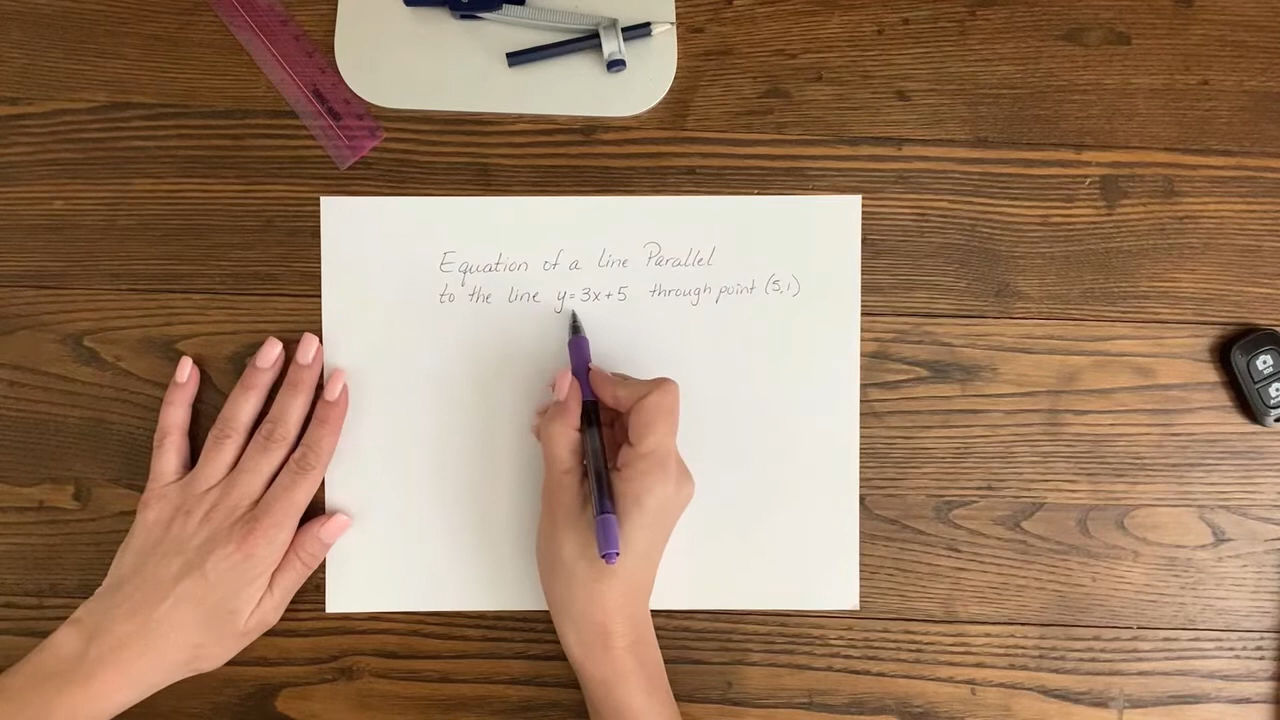 Equation of a line Parallel
to the line y=3x+5 through point (5,1)